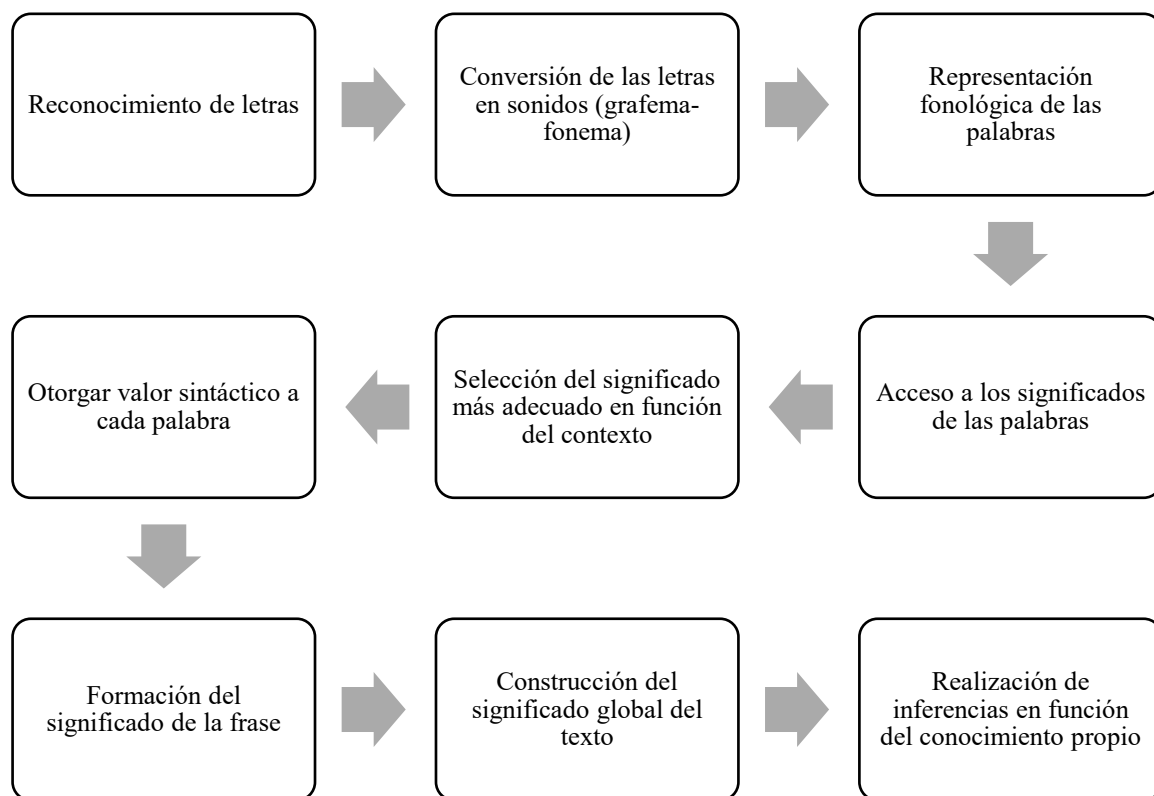 Reconocimiento de letras
Conversión de las letras
en sonidos (grafema-
fonema)
Representación
fonológica de las
palabras
Acceso a los significados
de las palabras
Selección del significado
más adecuado en función
del contexto
Otorgar valor sintáctico a
cada palabra
Formación del
significado de la frase
Construcción del
significado global del
texto
Realización de
inferencias en función
del conocimiento propio